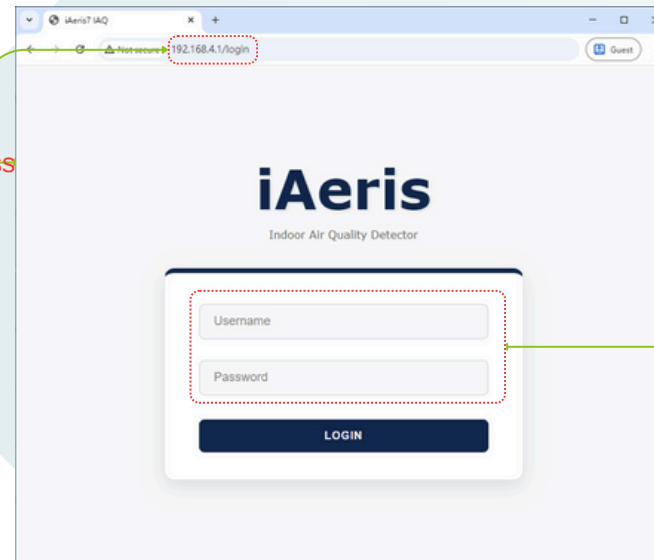 iAeris7 IAQ
Not secure 192.168.4.1/login
Guest
iAeris
Indoor Air Quality Detector
Username
Password
LOGIN